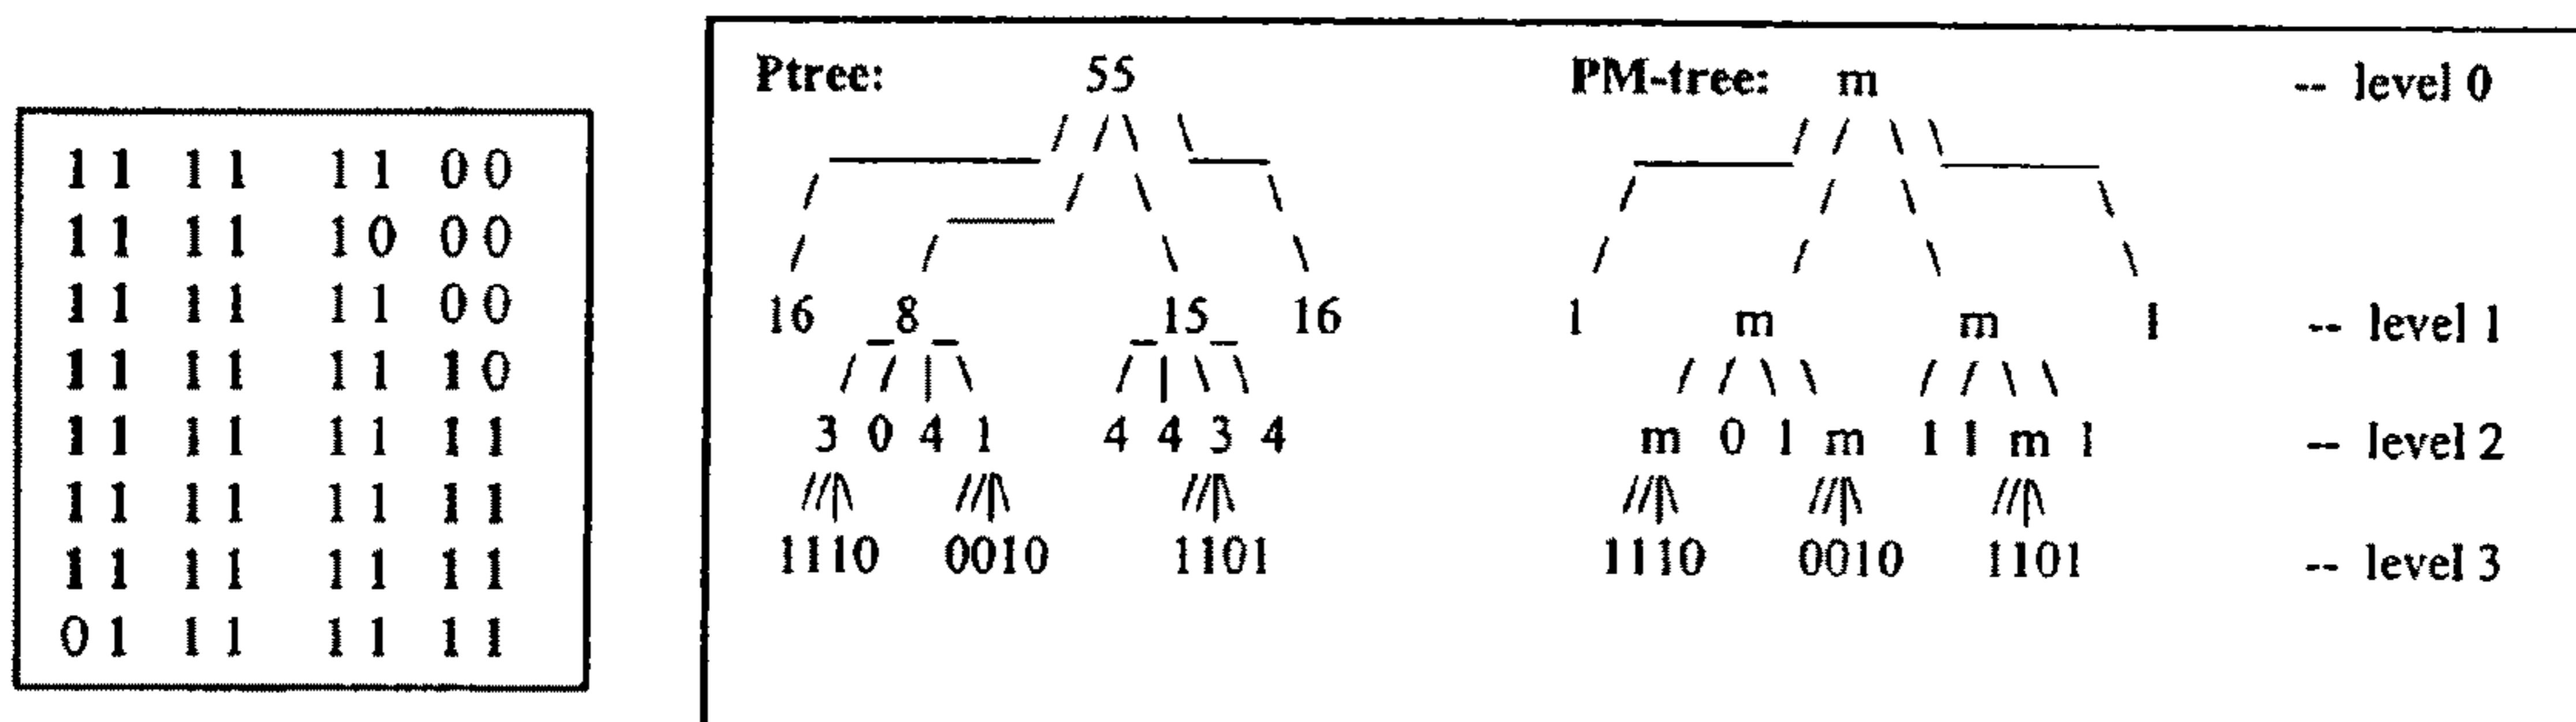 11 11 11 00
11 11 10 00
11 11 11 00
11 11 11 10
11 11 11 11
11 11 11 11
11 11 11 11
01 11 11 11
Ptree: 55 PM-tree: m -- level 0
16 8 15 16 1 m m 1 -- level 1
3 0 4 1 4 4 3 4 m 0 1 m 1 1 m 1 -- level 2
1110 0010 1101 1110 0010 1101 -- level 3